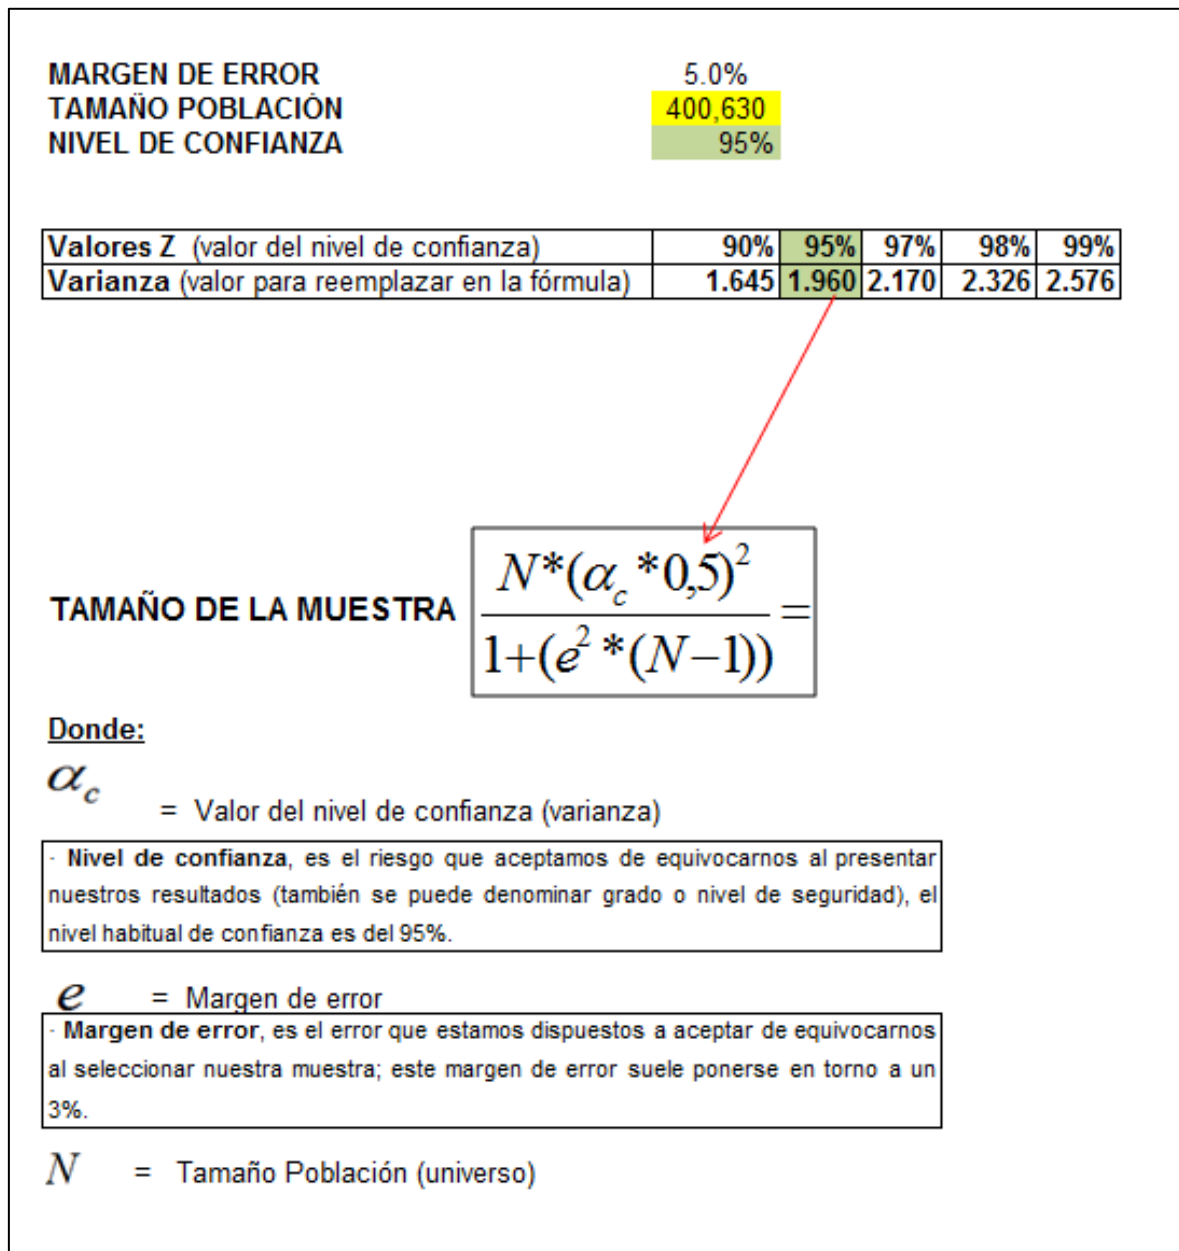 MARGEN DE ERROR 5.0%
TAMAÑO POBLACIÓN 400,630
NIVEL DE CONFIANZA 95%
Valores Z (valor del nivel de confianza) 90% 95% 97% 98% 99%
Varianza (valor para reemplazar en la fórmula) 1.645 1.960 2.170 2.326 2.576
N*(α_c*0,5)²
TAMAÑO DE LA MUESTRA =
1+(e²*(N−1))
Donde:
α_c
= Valor del nivel de confianza (varianza)
· Nivel de confianza, es el riesgo que aceptamos de equivocarnos al presentar
nuestros resultados (también se puede denominar grado o nivel de seguridad), el
nivel habitual de confianza es del 95%.
e = Margen de error
· Margen de error, es el error que estamos dispuestos a aceptar de equivocarnos
al seleccionar nuestra muestra; este margen de error suele ponerse en torno a un
3%.
N = Tamaño Población (universo)